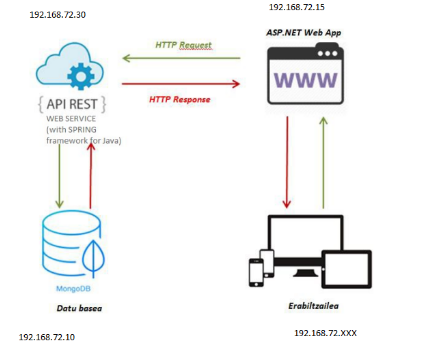 192.168.72.30
192.168.72.15
ASP.NET Web App
HTTP Request
WWW
HTTP Response
{ API REST }
WEB SERVICE
(with SPRING
framework for Java)
MongoDB
Datu basea
Erabiltzailea
192.168.72.10
192.168.72.XXX